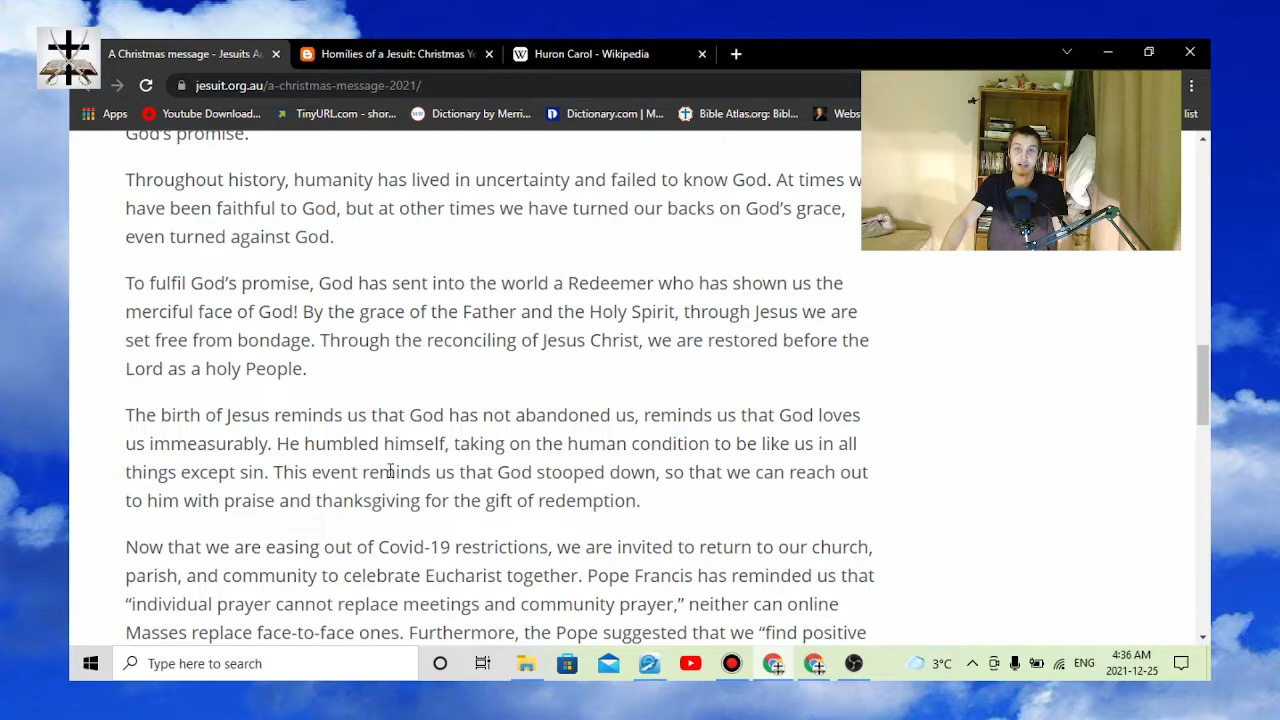 A Christmas message - Jesuits A
Homilies of a Jesuit: Christmas Ye
Huron Carol - Wikipedia
jesuit.org.au/a-christmas-message-2021/
Apps
Youtube Download...
TinyURL.com - shor...
Dictionary by Merri...
Dictionary.com | M...
Bible Atlas.org: Bibl...
Webs
list
God's promise.
Throughout history, humanity has lived in uncertainty and failed to know God. At times w
have been faithful to God, but at other times we have turned our backs on God’s grace,
even turned against God.
To fulfil God’s promise, God has sent into the world a Redeemer who has shown us the
merciful face of God! By the grace of the Father and the Holy Spirit, through Jesus we are
set free from bondage. Through the reconciling of Jesus Christ, we are restored before the
Lord as a holy People.
The birth of Jesus reminds us that God has not abandoned us, reminds us that God loves
us immeasurably. He humbled himself, taking on the human condition to be like us in all
things except sin. This event reminds us that God stooped down, so that we can reach out
to him with praise and thanksgiving for the gift of redemption.
Now that we are easing out of Covid-19 restrictions, we are invited to return to our church,
parish, and community to celebrate Eucharist together. Pope Francis has reminded us that
“individual prayer cannot replace meetings and community prayer,” neither can online
Masses replace face-to-face ones. Furthermore, the Pope suggested that we “find positive
Type here to search
3°C
ENG
4:36 AM
2021-12-25